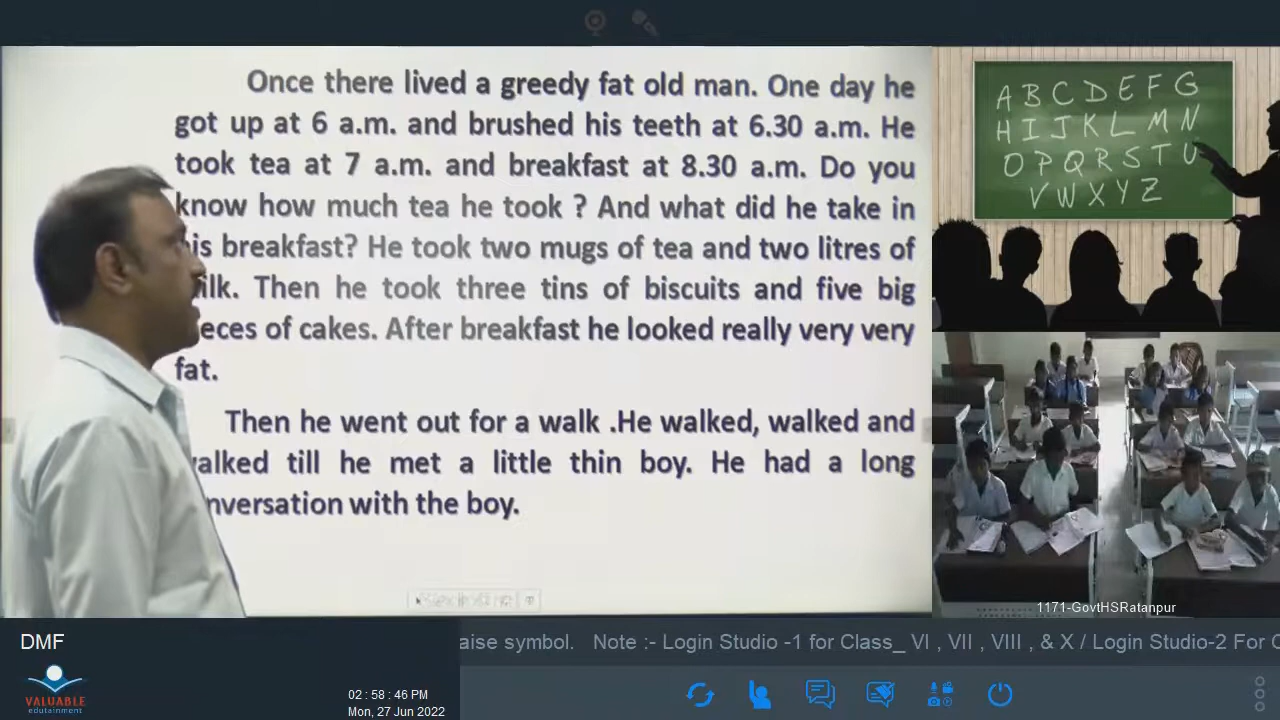 Once there lived a greedy fat old man. One day he
got up at 6 a.m. and brushed his teeth at 6.30 a.m. He
took tea at 7 a.m. and breakfast at 8.30 a.m. Do you
know how much tea he took ? And what did he take in
his breakfast? He took two mugs of tea and two litres of
milk. Then he took three tins of biscuits and five big
pieces of cakes. After breakfast he looked really very very
fat.
Then he went out for a walk .He walked, walked and
walked till he met a little thin boy. He had a long
conversation with the boy.
A B C D E F G
H I J K L M N
O P Q R S T U
V W X Y Z
1171-GovtHSRatanpur
DMF
aise symbol. Note :- Login Studio -1 for Class_ VI , VII , VIII , & X / Login Studio-2 For C
VALUABLE
edutainment
02 : 58 : 46 PM
Mon, 27 Jun 2022